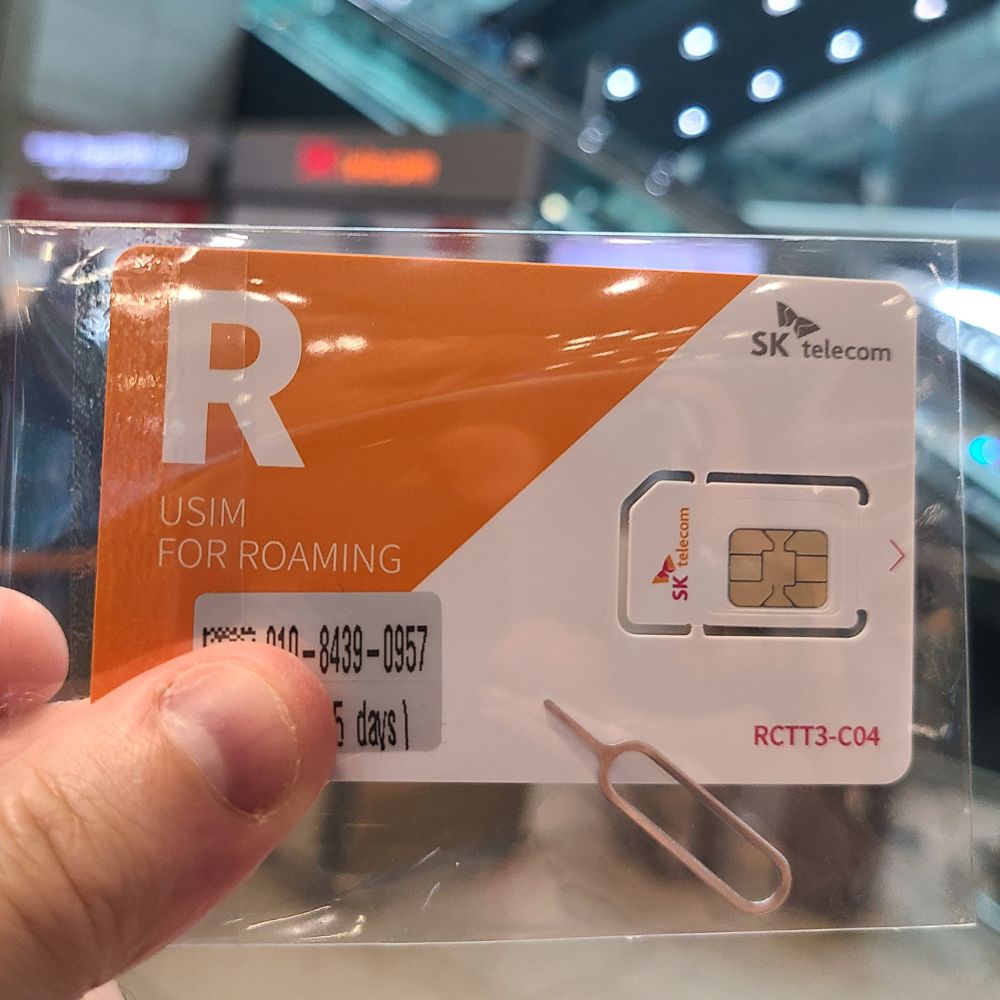 R
SK telecom
USIM
FOR ROAMING
SK telecom
010-8439-0957
5 days)
RCTT3-C04